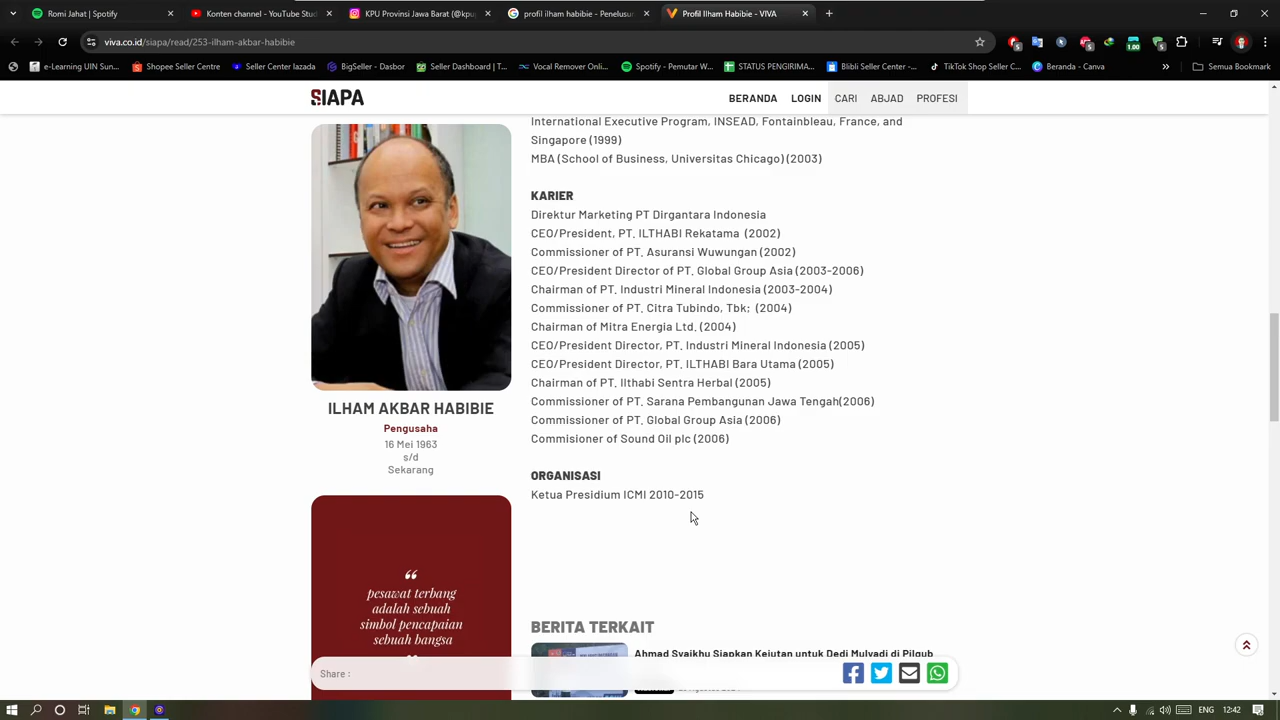 Romi Jahat | Spotify
KPU Provinsi Jawa Barat (@kpu
YouTube - YouTube Stu
profil ilham habibie - Penelusu
Profil Ilham Habibie - VIVA
viva.co.id/siapa/read/253-ilham-akbar-habibie
e-Learning UIN Sun...
Shopee Seller Centre
Seller Center lazada
BigSeller - Dasbor
Seller Dashboard | T...
Vocal Remover Onli...
Spotify - Pemutar W...
STATUS PENGIRIMA...
Blibli Seller Center -...
TikTok Shop Seller C...
Beranda - Canva
Semua Bookmark
SIAPA
BERANDA LOGIN CARI ABJAD PROFESI
International Executive Program, INSEAD, Fontainbleau, France, and
Singapore (1999)
MBA (School of Business, Universitas Chicago) (2003)
KARIER
Direktur Marketing PT Dirgantara Indonesia
CEO/President, PT. ILTHABI Rekatama (2002)
Commissioner of PT. Asuransi Wuwungan (2002)
CEO/President Director of PT. Global Group Asia (2003-2006)
Chairman of PT. Industri Mineral Indonesia (2003-2004)
Commissioner of PT. Citra Tubindo, Tbk; (2004)
Chairman of Mitra Energia Ltd. (2004)
CEO/President Director, PT. Industri Mineral Indonesia (2005)
CEO/President Director, PT. ILTHABI Bara Utama (2005)
Chairman of PT. Ilthabi Sentra Herbal (2005)
Commissioner of PT. Sarana Pembangunan Jawa Tengah(2006)
Commissioner of PT. Global Group Asia (2006)
Commisioner of Sound Oil plc (2006)
ORGANISASI
Ketua Presidium ICMI 2010-2015
ILHAM AKBAR HABIBIE
Pengusaha
16 Mei 1963
s/d
Sekarang
“
pesawat terbang
adalah sebuah
simbol pencapaian
sebuah bangsa
BERITA TERKAIT
Ahmad Syaikhu Siapkan Kejutan untuk Dedi Mulyadi di Pilgub
Share :
12:42